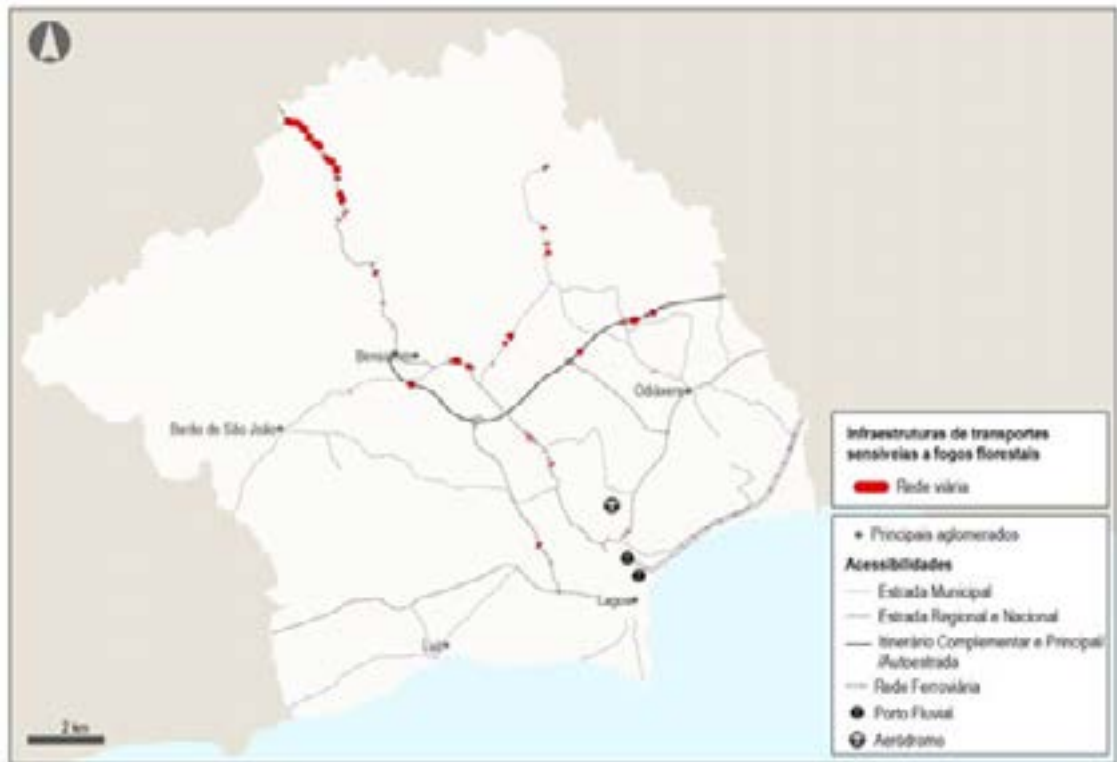 Bensafrim
Odiáxere
Barão de São João
Lagos
Luz
2 km
Infraestruturas de transportes
sensíveias a fogos florestais
Rede viária
Principais aglomerados
Acessibilidades
Estrada Municipal
Estrada Regional e Nacional
Itinerário Complementar e Principal/
/Autoestrada
Rede Ferroviária
Porto Fluvial
Aeródromo